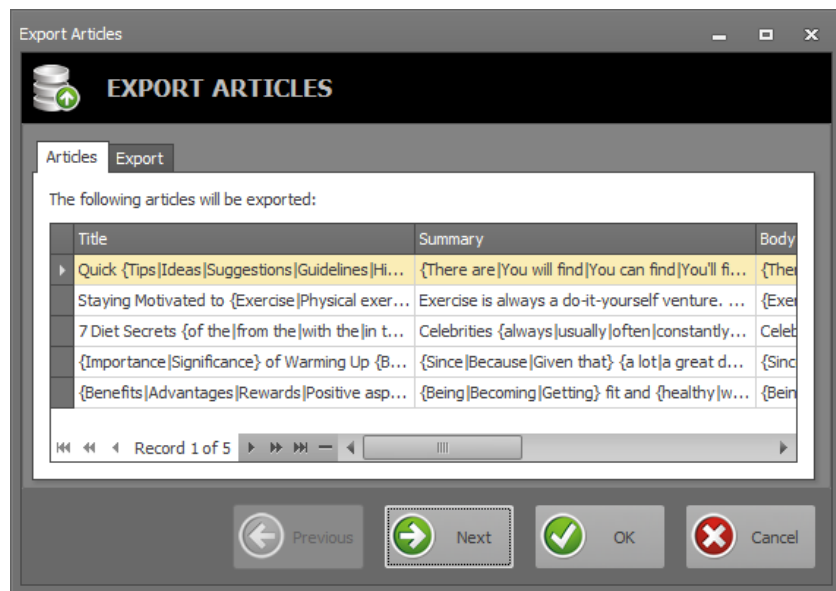 Export Articles
EXPORT ARTICLES
Articles Export
The following articles will be exported:
Title Summary Body
Quick {Tips|Ideas|Suggestions|Guidelines|Hi... {There are|You will find|You can find|You'll fi... {Ther
Staying Motivated to {Exercise|Physical exer... Exercise is always a do-it-yourself venture. ... {Exer
7 Diet Secrets {of the|from the|with the|in t... Celebrities {always|usually|often|constantly... Celeb
{Importance|Significance} of Warming Up {B... {Since|Because|Given that} {a lot|a great d... {Sinc
{Benefits|Advantages|Rewards|Positive asp... {Being|Becoming|Getting} fit and {healthy|w... {Bein
Record 1 of 5
Previous Next OK Cancel